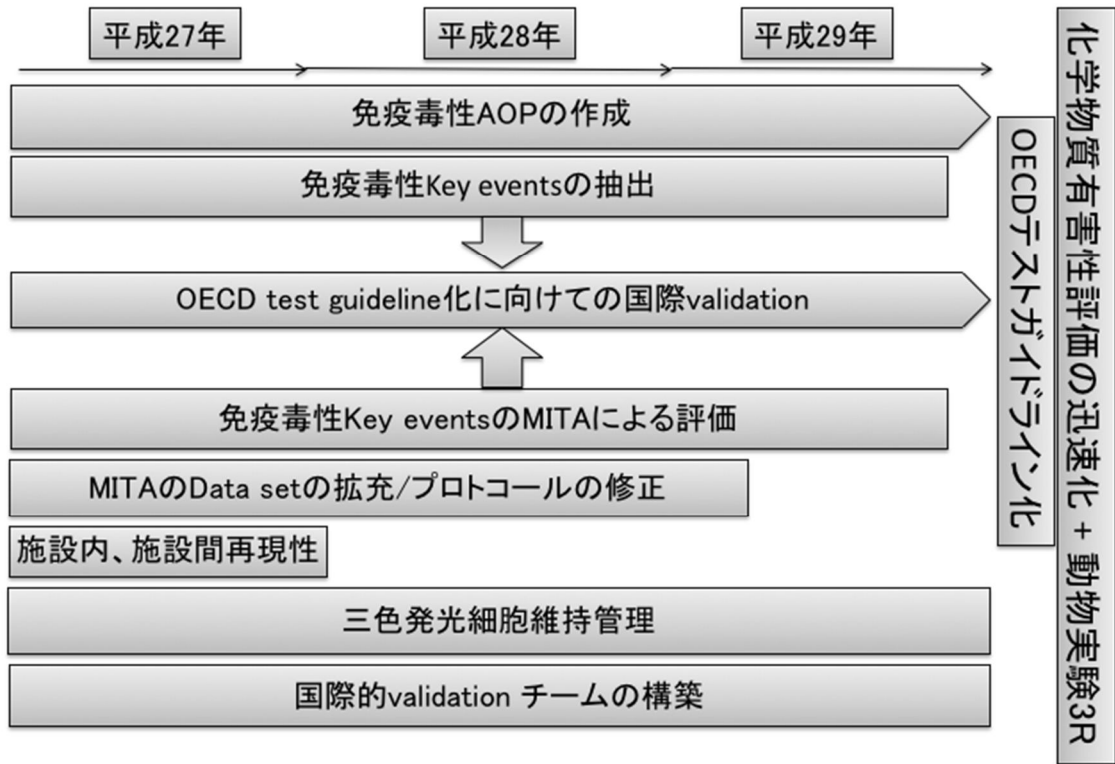 平成27年
平成28年
平成29年
免疫毒性AOPの作成
免疫毒性Key eventsの抽出
OECD test guideline化に向けての国際validation
免疫毒性Key eventsのMITAによる評価
MITAのData setの拡充/プロトコールの修正
施設内、施設間再現性
三色発光細胞維持管理
国際的validation チームの構築
OECDテストガイドライン化
化学物質有害性評価の迅速化 + 動物実験3R